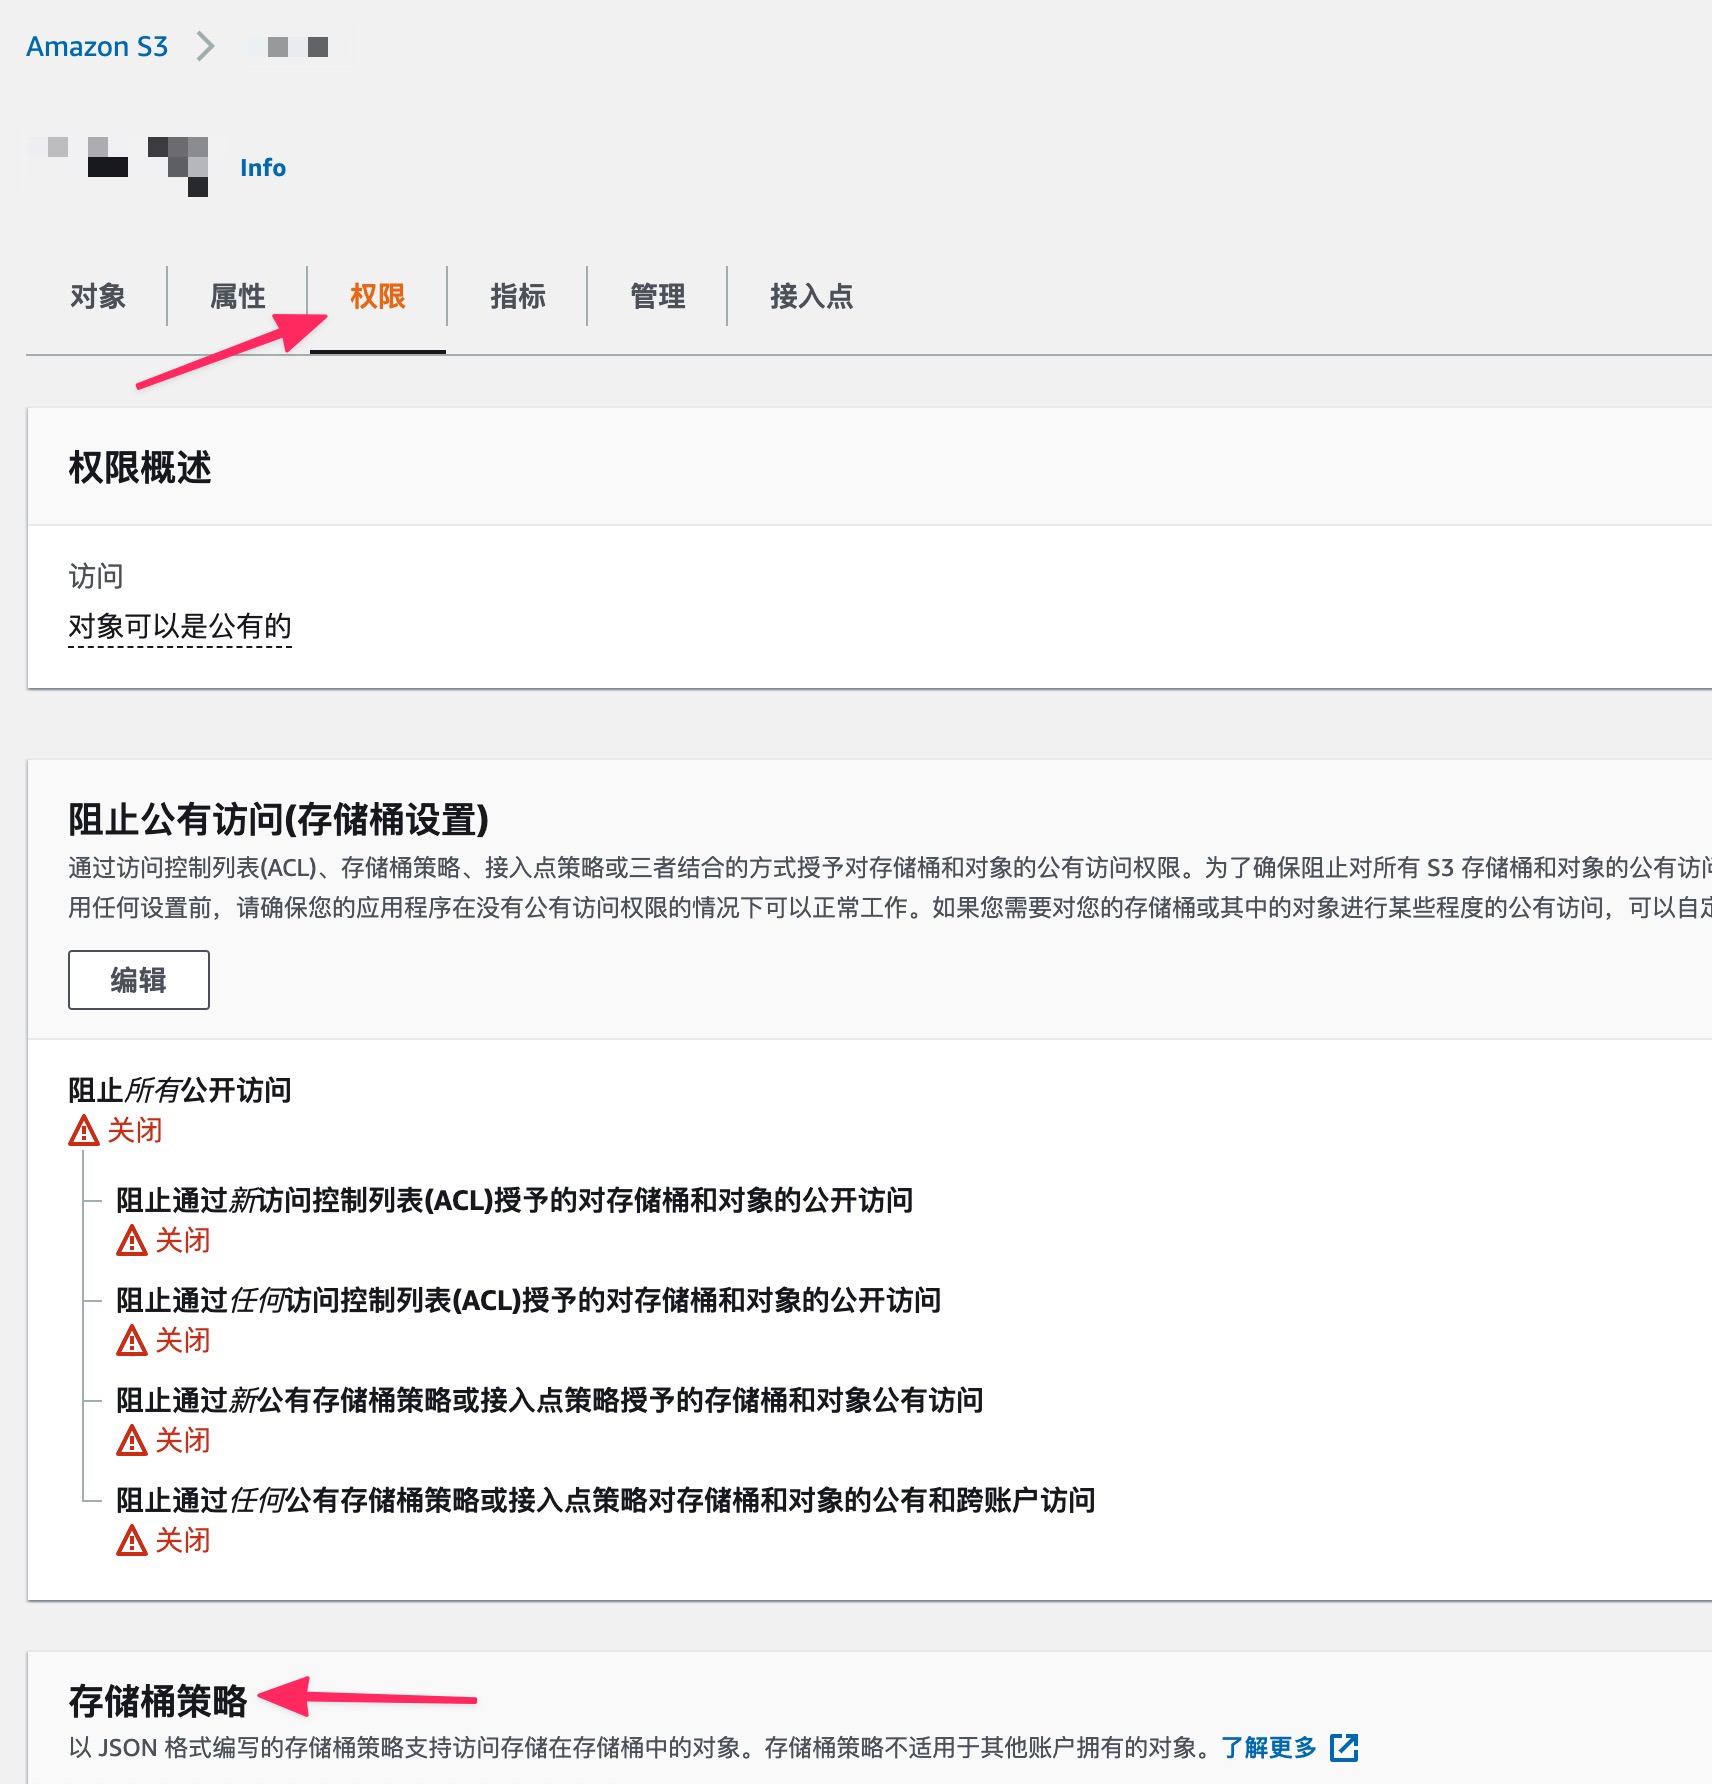 Amazon S3
Info
对象 属性 权限 指标 管理 接入点
权限概述
访问
对象可以是公有的
阻止公有访问(存储桶设置)
通过访问控制列表(ACL)、存储桶策略、接入点策略或三者结合的方式授予对存储桶和对象的公有访问权限。为了确保阻止对所有 S3 存储桶和对象的公有访问
用任何设置前，请确保您的应用程序在没有公有访问权限的情况下可以正常工作。如果您需要对您的存储桶或其中的对象进行某些程度的公有访问，可以自定
编辑
阻止所有公开访问
关闭
阻止通过新访问控制列表(ACL)授予的对存储桶和对象的公开访问
关闭
阻止通过任何访问控制列表(ACL)授予的对存储桶和对象的公开访问
关闭
阻止通过新公有存储桶策略或接入点策略授予的存储桶和对象公有访问
关闭
阻止通过任何公有存储桶策略或接入点策略对存储桶和对象的公有和跨账户访问
关闭
存储桶策略
以 JSON 格式编写的存储桶策略支持访问存储在存储桶中的对象。存储桶策略不适用于其他账户拥有的对象。了解更多